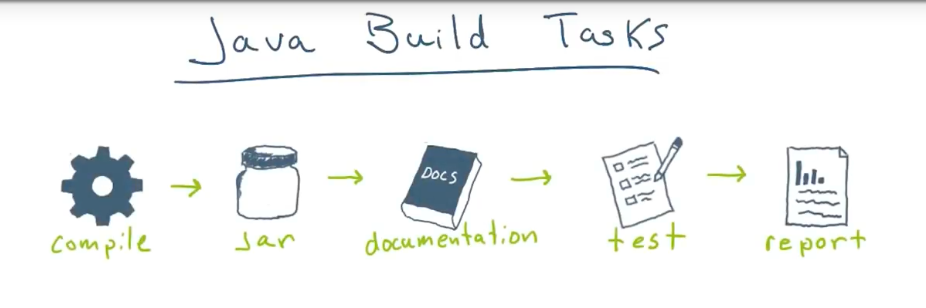 Java Build Tasks
DOCS
compile → Jar → documentation → test → report